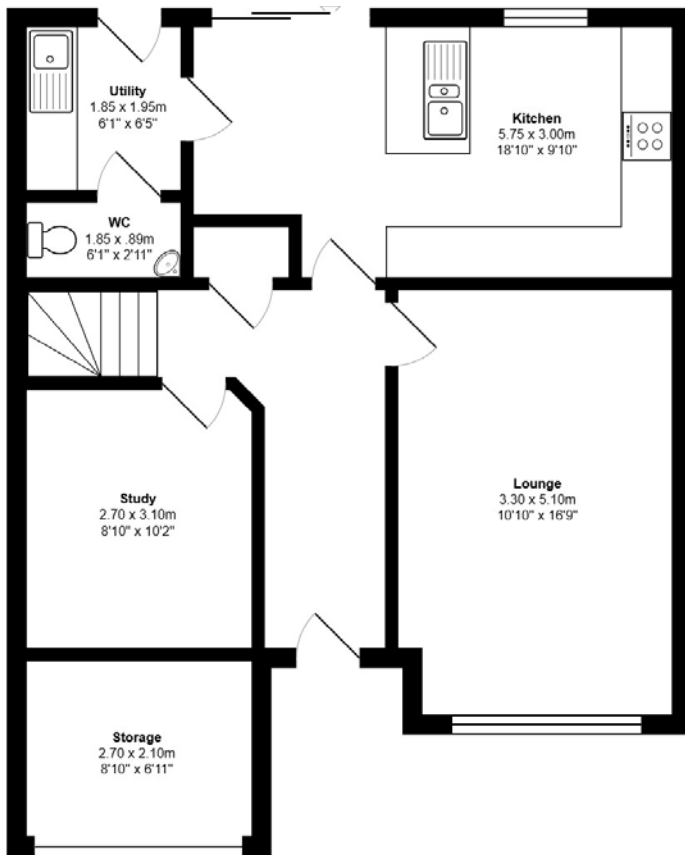 Utility
1.85 x 1.95m
6'1" x 6'5"
Kitchen
5.75 x 3.00m
18'10" x 9'10"
WC
1.85 x .89m
6'1" x 2'11"
Study
2.70 x 3.10m
8'10" x 10'2"
Lounge
3.30 x 5.10m
10'10" x 16'9"
Storage
2.70 x 2.10m
8'10" x 6'11"